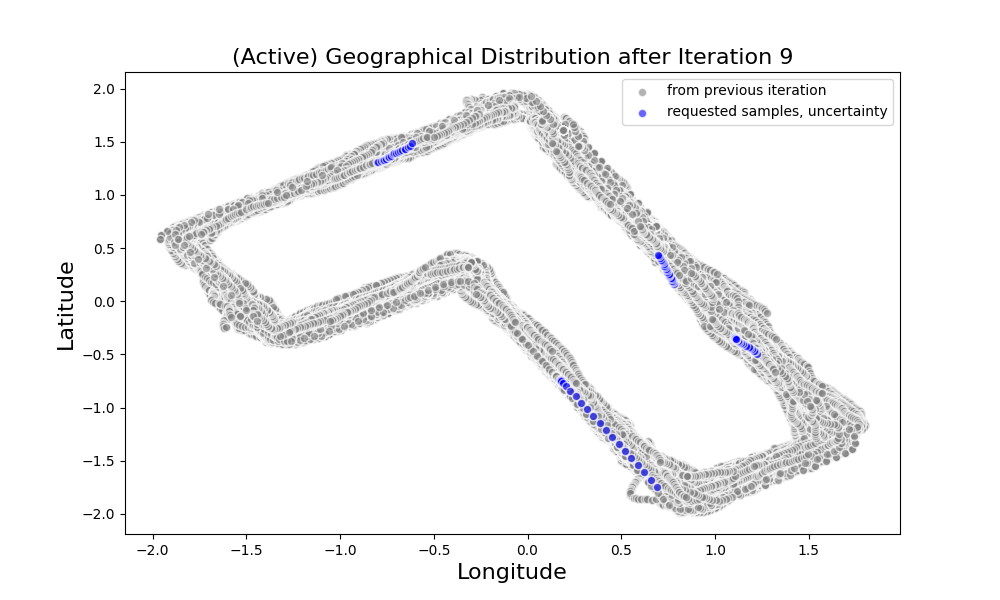 (Active) Geographical Distribution after Iteration 9
from previous iteration
requested samples, uncertainty
Latitude
2.0
1.5
1.0
0.5
0.0
−0.5
−1.0
−1.5
−2.0
−2.0 −1.5 −1.0 −0.5 0.0 0.5 1.0 1.5
Longitude